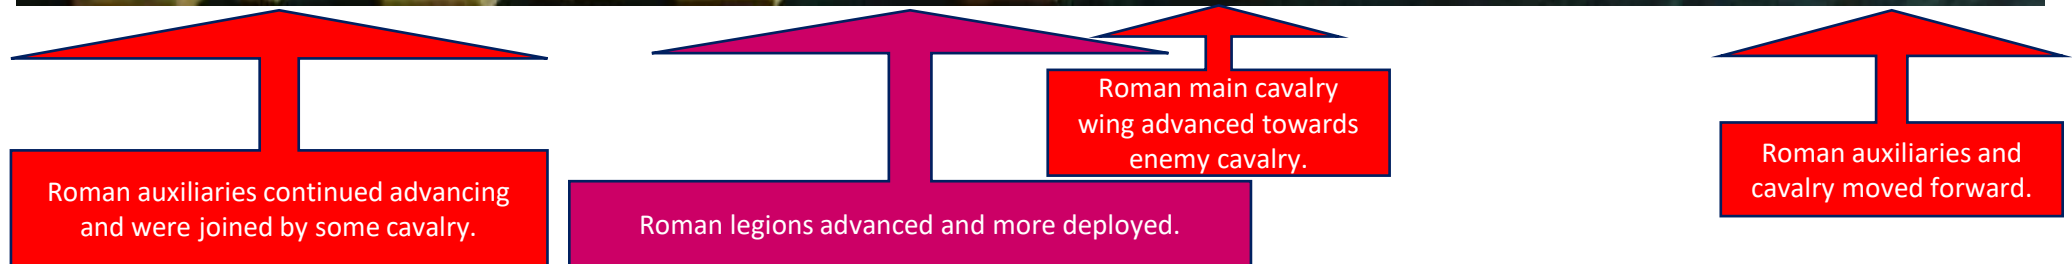 Roman auxiliaries continued advancing
and were joined by some cavalry.
Roman legions advanced and more deployed.
Roman main cavalry
wing advanced towards
enemy cavalry.
Roman auxiliaries and
cavalry moved forward.